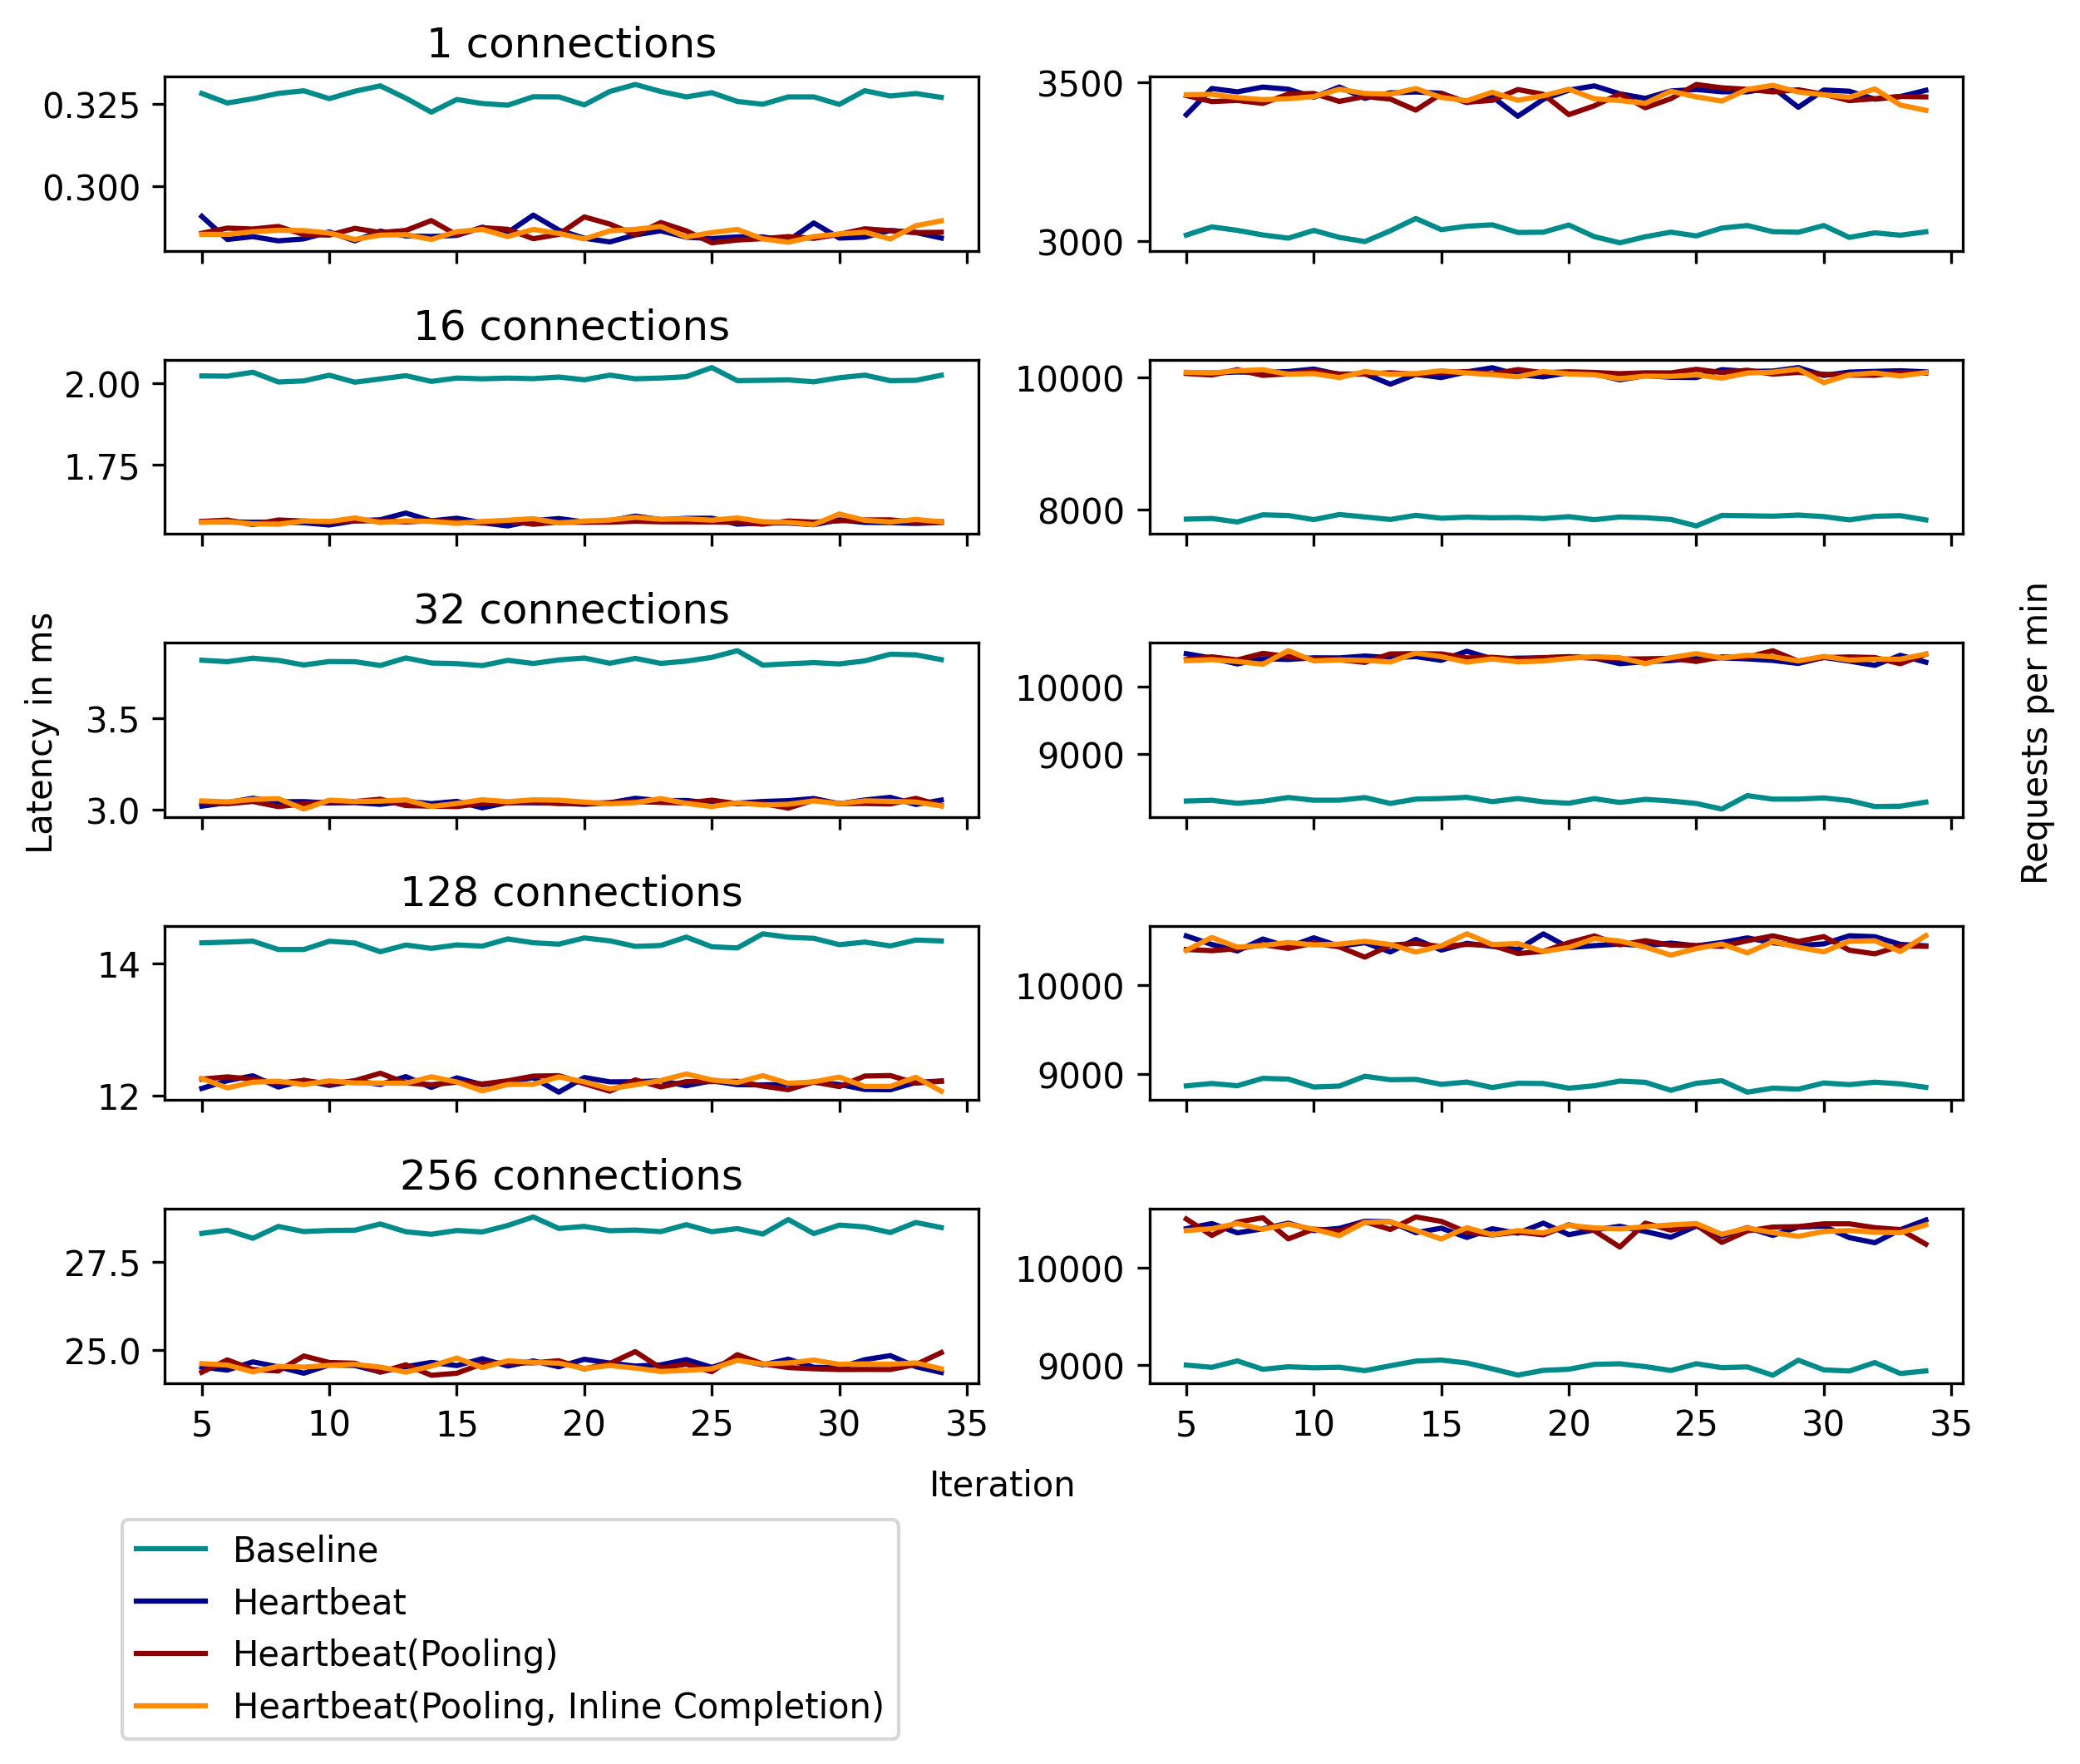 1 connections
0.325
0.300
3500
3000
16 connections
2.00
1.75
10000
8000
32 connections
3.5
3.0
10000
9000
Latency in ms
Requests per min
128 connections
14
12
10000
9000
256 connections
27.5
25.0
10000
9000
5 10 15 20 25 30 35
5 10 15 20 25 30 35
Iteration
Baseline
Heartbeat
Heartbeat(Pooling)
Heartbeat(Pooling, Inline Completion)